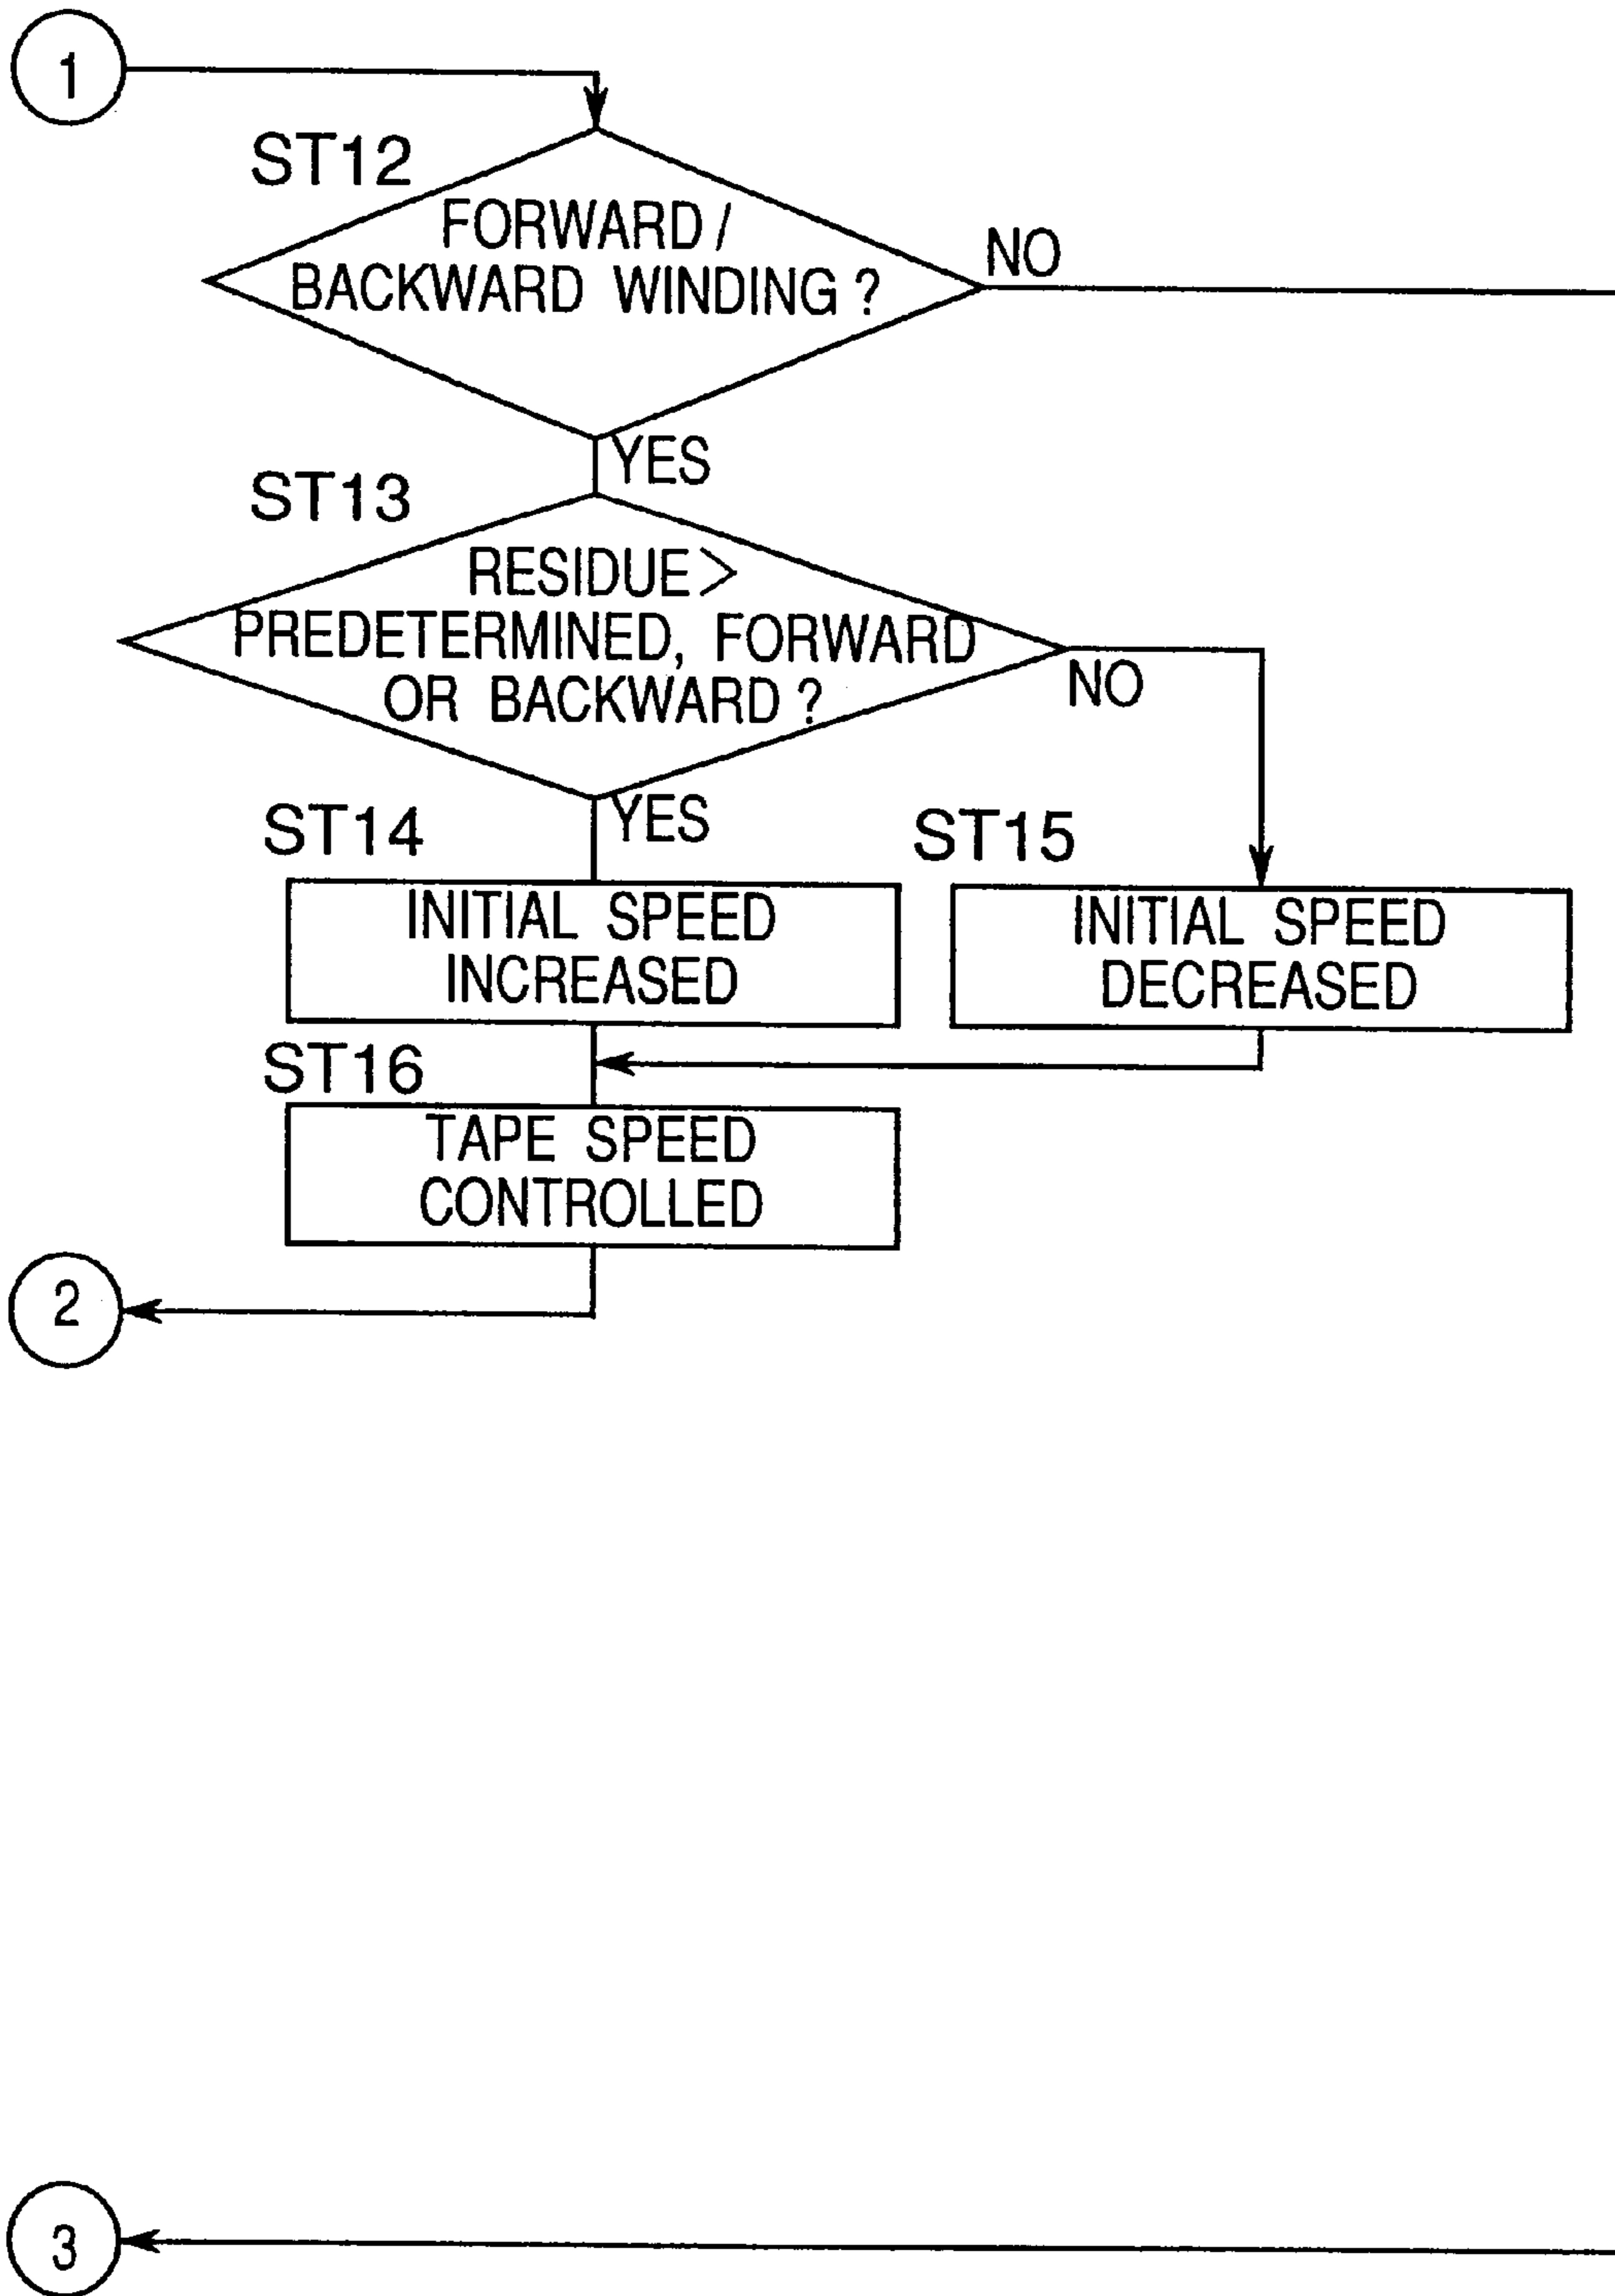 1
ST12
FORWARD /
BACKWARD WINDING ?
NO
YES
ST13
RESIDUE >
PREDETERMINED, FORWARD
OR BACKWARD ?
NO
YES
ST14
INITIAL SPEED
INCREASED
ST15
INITIAL SPEED
DECREASED
ST16
TAPE SPEED
CONTROLLED
2
3